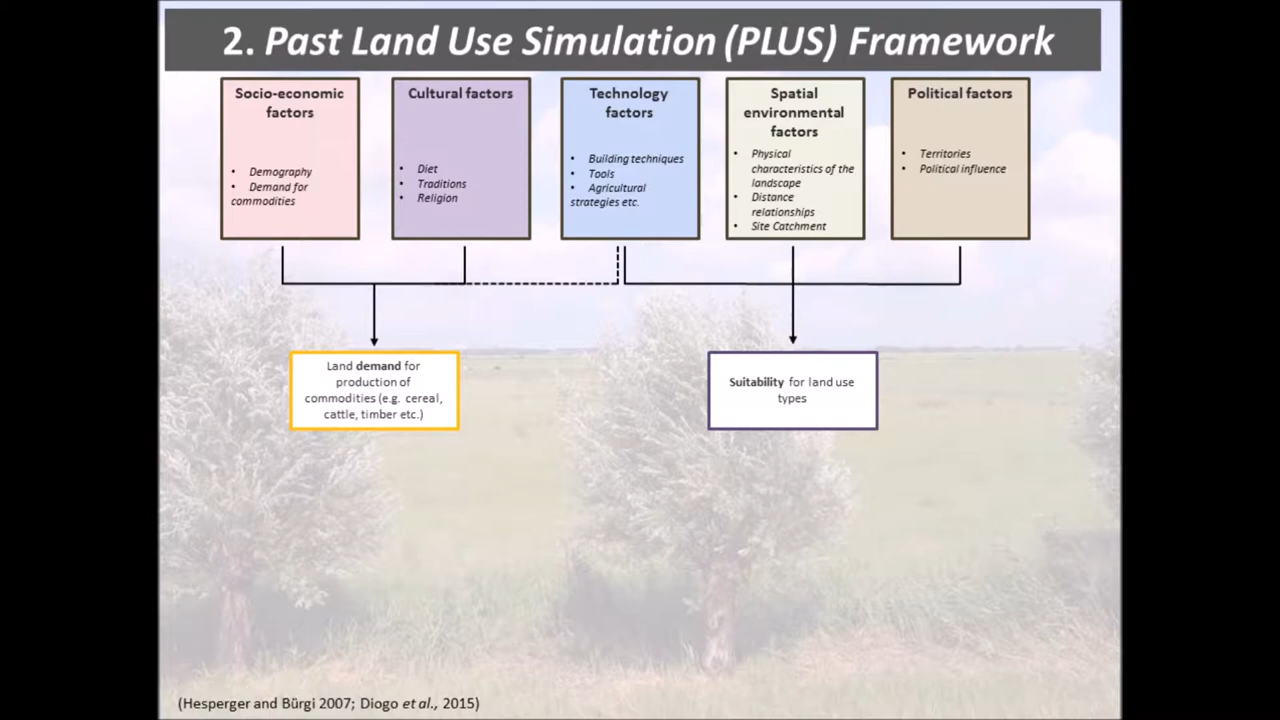 2. Past Land Use Simulation (PLUS) Framework
Socio-economic
factors
• Demography
• Demand for
commodities
Cultural factors
• Diet
• Traditions
• Religion
Technology
factors
• Building techniques
• Tools
• Agricultural
strategies etc.
Spatial
environmental
factors
• Physical
characteristics of the
landscape
• Distance
relationships
• Site Catchment
Political factors
• Territories
• Political influence
Land demand for
production of
commodities (e.g. cereal,
cattle, timber etc.)
Suitability for land use
types
(Hesperger and Bürgi 2007; Diogo et al., 2015)